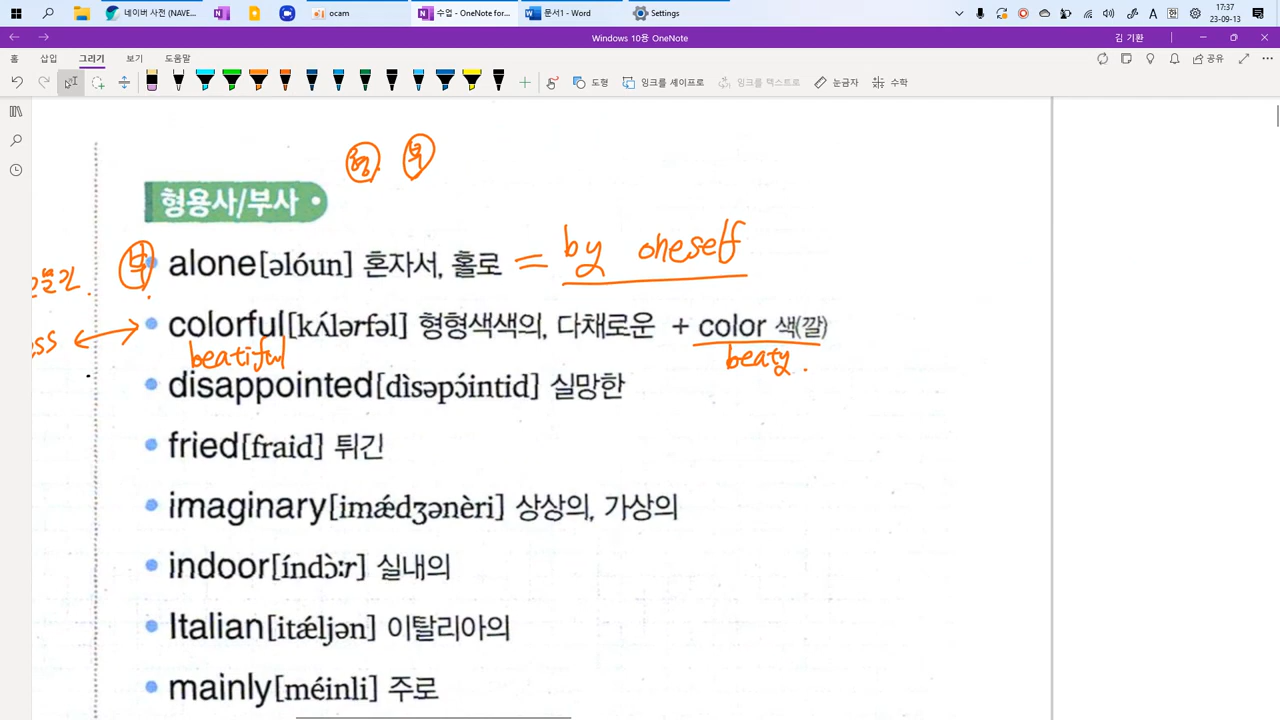 네이버 사전 (NAVE...
ocam
수업 - OneNote for...
문서1 - Word
Settings
A
한
17:37
23-09-13
Windows 10용 OneNote
김 기환
홈 삽입 그리기 보기 도움말
공유
도형
잉크를 셰이프로
잉크를 텍스트로
눈금자
수학
형 부
형용사/부사
부 alone[əlóun] 혼자서, 홀로 = by oneself
ss
colorful[kʌ́lərfəl] 형형색색의, 다채로운 + color 색(깔)
beatiful beaty.
disappointed[dìsəpɔ́intid] 실망한
fried[fraid] 튀긴
imaginary[imǽdʒənèri] 상상의, 가상의
indoor[índɔ̀ːr] 실내의
Italian[itǽljən] 이탈리아의
mainly[méinli] 주로